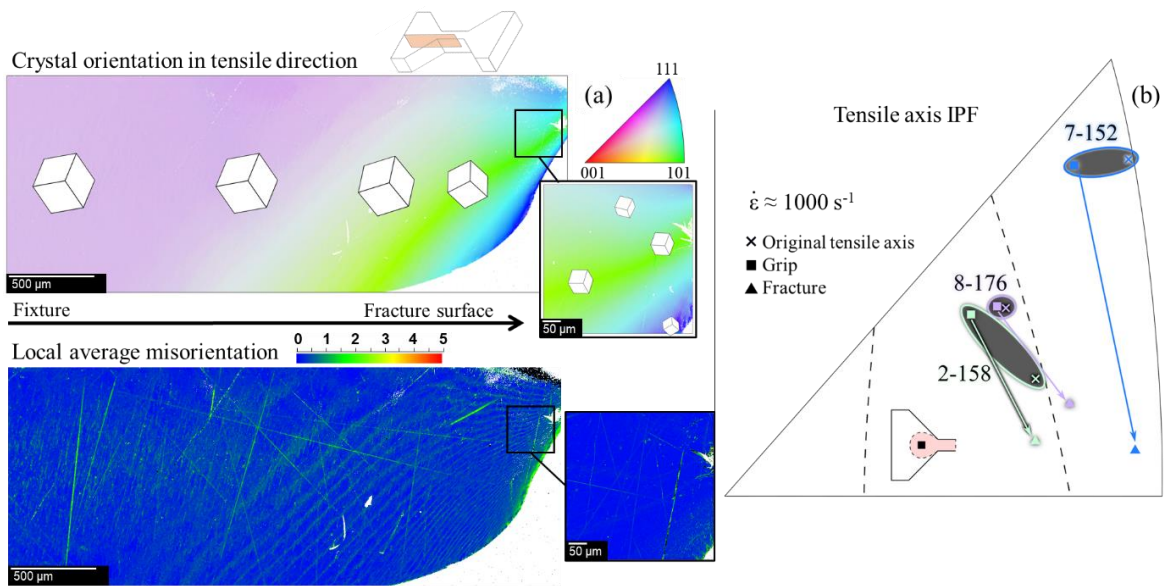 Crystal orientation in tensile direction
(a)
111
001
101
500 µm
50 µm
Fixture
Fracture surface
Local average misorientation
0 1 2 3 4 5
500 µm
50 µm
(b)
Tensile axis IPF
ε̇ ≈ 1000 s⁻¹
× Original tensile axis
■ Grip
▲ Fracture
7-152
8-176
2-158